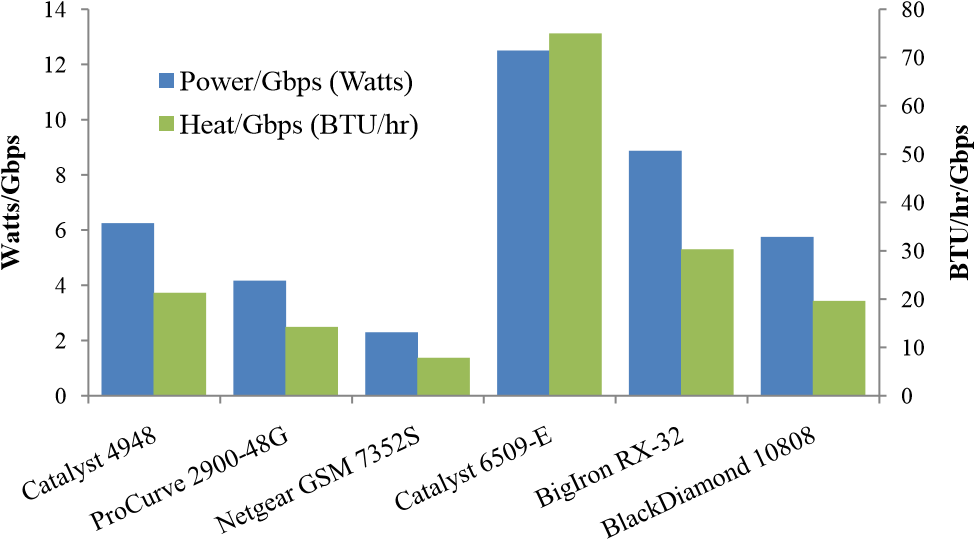 14
12
10
8
6
4
2
0
Watts/Gbps
Power/Gbps (Watts)
Heat/Gbps (BTU/hr)
80
70
60
50
40
30
20
10
0
BTU/hr/Gbps
Catalyst 4948
ProCurve 2900-48G
Netgear GSM 7352S
Catalyst 6509-E
BigIron RX-32
BlackDiamond 10808